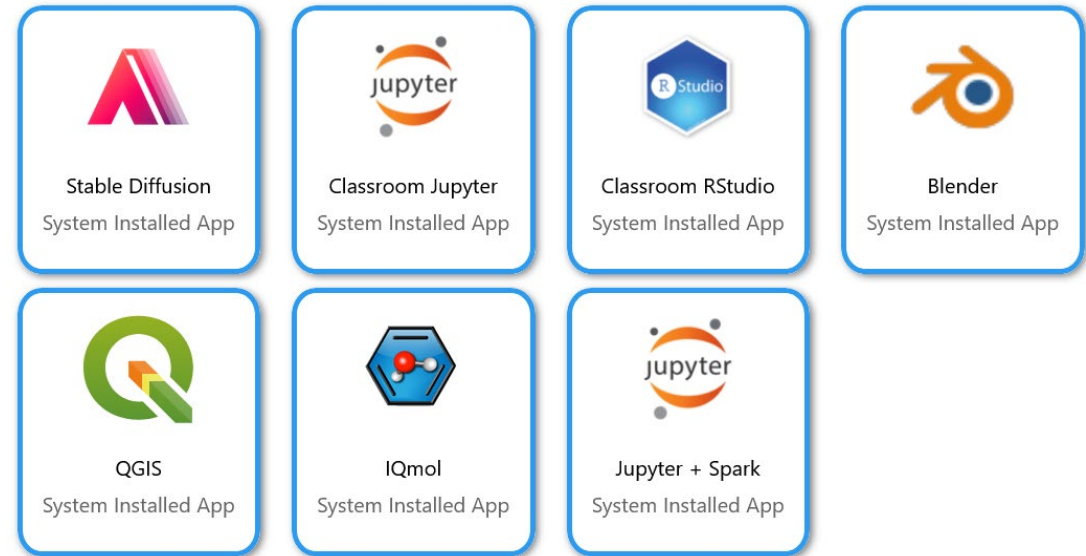 jupyter
R Studio
Stable Diffusion
Classroom Jupyter
Classroom RStudio
Blender
System Installed App
System Installed App
System Installed App
System Installed App
jupyter
QGIS
IQmol
Jupyter + Spark
System Installed App
System Installed App
System Installed App